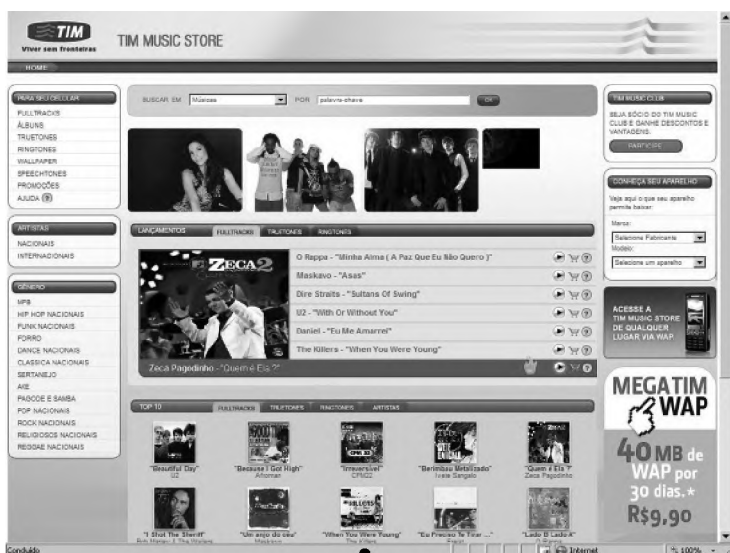 TIM
Viver sem fronteiras
TIM MUSIC STORE
HOME
PARA SEU CELULAR
FULLTRACKS
ÁLBUNS
TRUETONES
RINGTONES
WALLPAPER
SPEECHTONES
PROMOÇÕES
AJUDA ?
ARTISTAS
NACIONAIS
INTERNACIONAIS
GÊNERO
MPB
HIP HOP NACIONAIS
FUNK NACIONAIS
FORRO
DANCE NACIONAIS
CLASSICA NACIONAIS
SERTANEJO
AXE
PAGODE E SAMBA
POP NACIONAIS
ROCK NACIONAIS
RELIGIOSOS NACIONAIS
REGGAE NACIONAIS
BUSCAR EM Músicas POR palavra-chave OK
LANÇAMENTOS FULLTRACKS TRUETONES RINGTONES
ZECA2
O Rappa - "Minha Alma ( A Paz Que Eu Não Quero )"
Maskavo - "Asas"
Dire Straits - "Sultans Of Swing"
U2 - "With Or Without You"
Daniel - "Eu Me Amarrei"
The Killers - "When You Were Young"
Zeca Pagodinho - "Quem é Ela ?"
TOP 10 FULLTRACKS TRUETONES RINGTONES ARTISTAS
"Beautiful Day"
U2
"Because I Got High"
Afroman
"Irreversível"
CPM22
"Berimbau Metalizado"
Ivete Sangalo
"Quem é Ela ?"
Zeca Pagodinho
"I Shot The Sheriff"
Bob Marley & The Wailers
"Um anjo do céu"
Maskavo
"When You Were Young"
The Killers
"Eu Preciso Te Tirar ..."
"Lado B Lado A"
O Rappa
TIM MUSIC CLUB
SEJA SÓCIO DO TIM MUSIC
CLUB E GANHE DESCONTOS E
VANTAGENS.
PARTICIPE
CONHEÇA SEU APARELHO
Veja aqui o que seu aparelho
permite baixar:
Marca:
Selecione Fabricante
Modelo:
Selecione um aparelho
ACESSE A
TIM MUSIC STORE
DE QUALQUER
LUGAR VIA WAP
MEGATIM
WAP
40 MB de
WAP por
30 dias.*
R$9,90
Concluído
Internet
100%